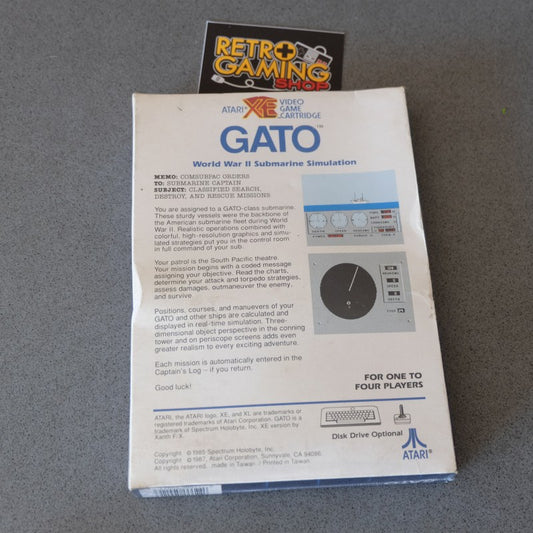 RETRO
GAMING
SHOP
ATARI XE VIDEO
GAME
CARTRIDGE
GATO™
World War II Submarine Simulation
MEMO: COMSUBPAC ORDERS
TO: SUBMARINE CAPTAIN
SUBJECT: CLASSIFIED SEARCH,
DESTROY, AND RESCUE MISSIONS.
You are assigned to a GATO-class submarine.
These sturdy vessels were the backbone of
the American submarine fleet during World
War II. Realistic operations combined with
colorful, high-resolution graphics and simu-
lated strategies put you in the control room
in full command of your sub.
Your patrol is the South Pacific theatre.
Your mission begins with a coded message
assigning your objective. Read the charts,
determine your attack and torpedo strategies,
assess damages, outmaneuver the enemy,
and survive.
Positions, courses, and manuevers of your
GATO and other ships are calculated and
displayed in real-time simulation. Three-
dimensional object perspective in the conning
tower and on periscope screens adds even
greater realism to every exciting adventure.
Each mission is automatically entered in the
Captain's Log – if you return.
Good luck!
FOR ONE TO
FOUR PLAYERS
ATARI, the ATARI logo, XE, and XL are trademarks or
registered trademarks of Atari Corporation. GATO is a
trademark of Spectrum Holobyte, Inc. XE version by
Xanth F/X.
Disk Drive Optional
ATARI®
Copyright © 1985 Spectrum Holobyte, Inc.
Copyright © 1987, Atari Corporation, Sunnyvale, CA 94086
All rights reserved. Made in Taiwan. Printed in Taiwan